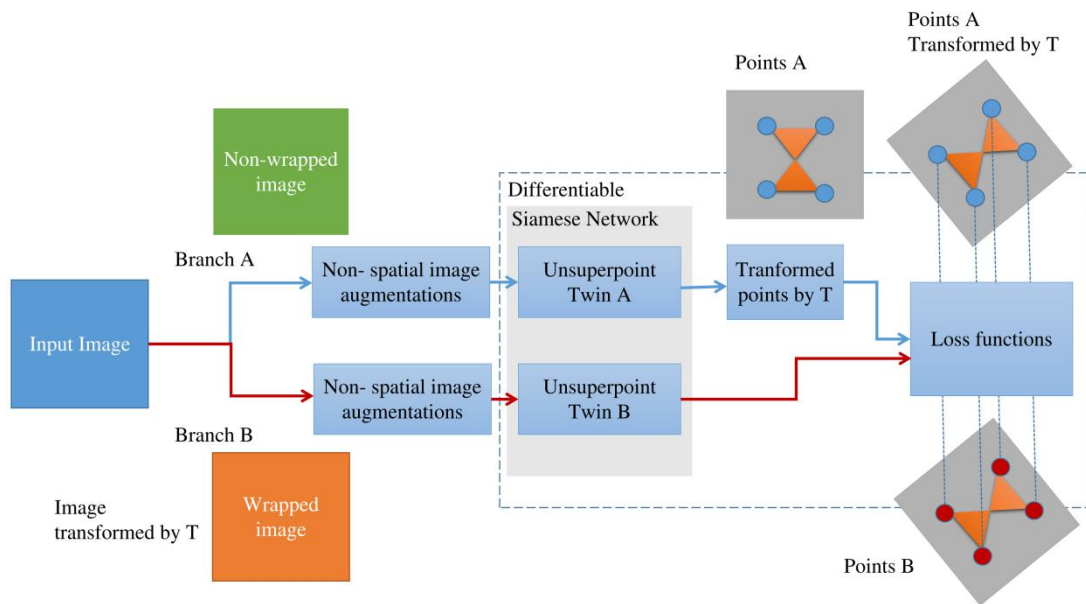 Points A
Transformed by T
Points A
Non-wrapped
image
Differentiable
Siamese Network
Branch A
Non- spatial image
augmentations
Unsuperpoint
Twin A
Tranformed
points by T
Input Image
Loss functions
Non- spatial image
augmentations
Unsuperpoint
Twin B
Branch B
Image
transformed by T
Wrapped
image
Points B